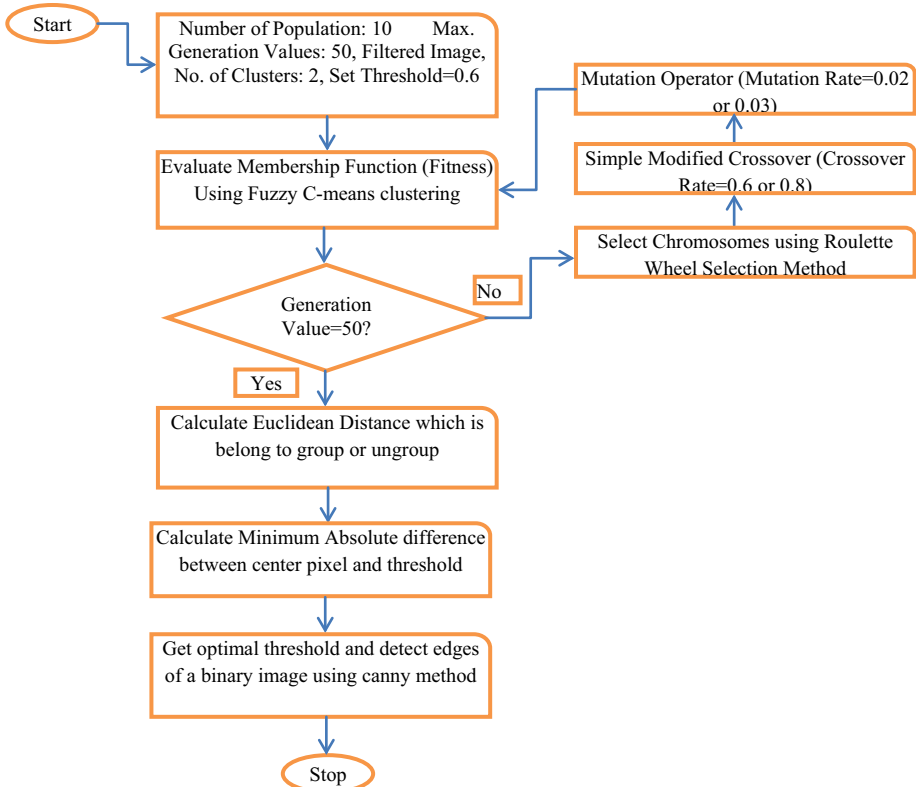 Start
Number of Population: 10 Max.
Generation Values: 50, Filtered Image,
No. of Clusters: 2, Set Threshold=0.6
Mutation Operator (Mutation Rate=0.02
or 0.03)
Simple Modified Crossover (Crossover
Rate=0.6 or 0.8)
Select Chromosomes using Roulette
Wheel Selection Method
Evaluate Membership Function (Fitness)
Using Fuzzy C-means clustering
Generation
Value=50?
No
Yes
Calculate Euclidean Distance which is
belong to group or ungroup
Calculate Minimum Absolute difference
between center pixel and threshold
Get optimal threshold and detect edges
of a binary image using canny method
Stop